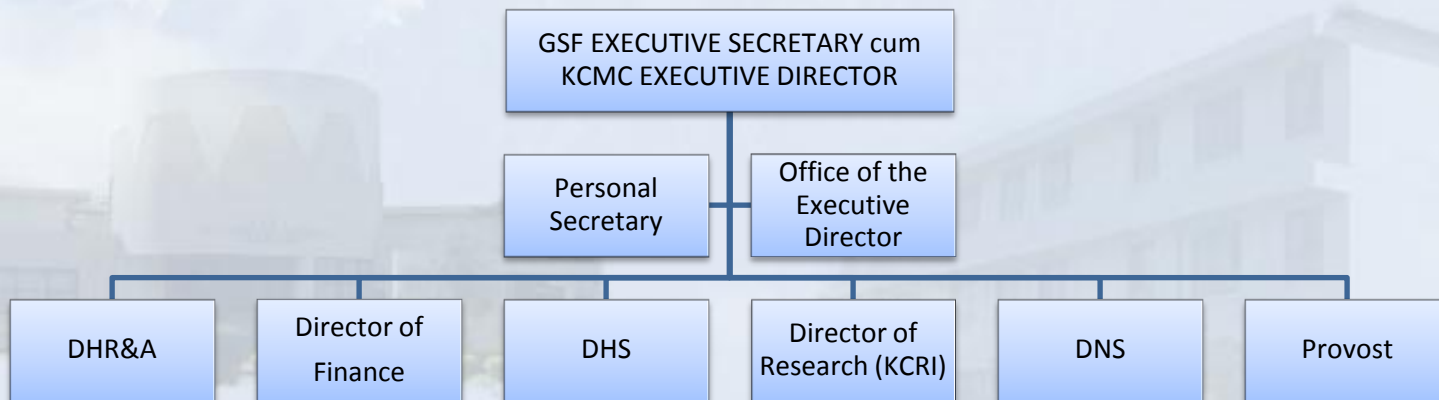 GSF EXECUTIVE SECRETARY cum
KCMC EXECUTIVE DIRECTOR
Personal
Secretary
Office of the
Executive
Director
DHR&A
Director of
Finance
DHS
Director of
Research (KCRI)
DNS
Provost